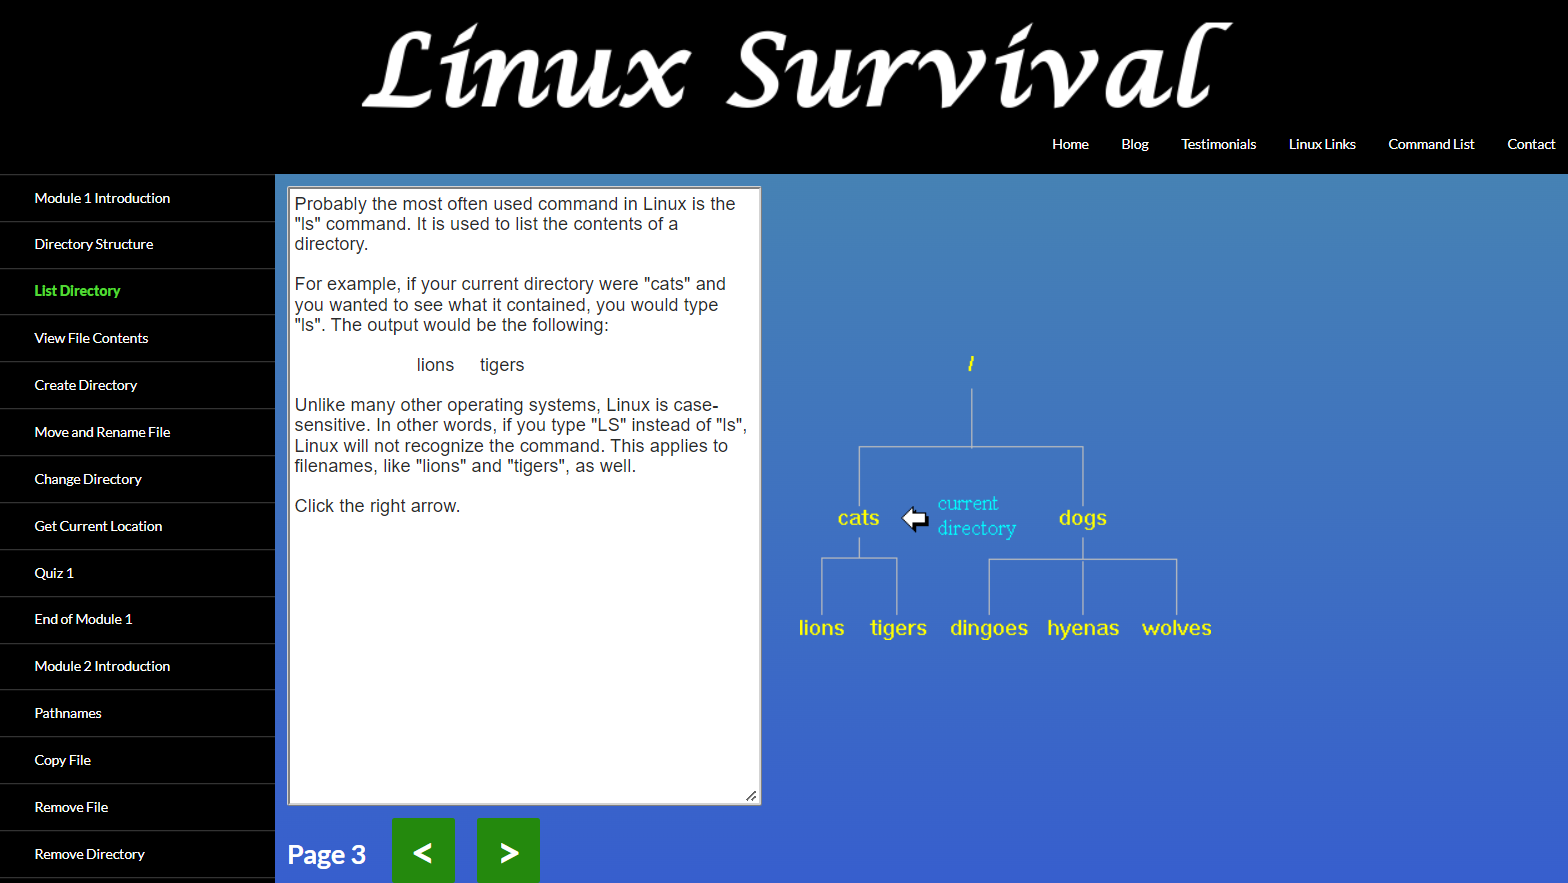 Linux Survival
Home Blog Testimonials Linux Links Command List Contact
Module 1 Introduction
Directory Structure
List Directory
View File Contents
Create Directory
Move and Rename File
Change Directory
Get Current Location
Quiz 1
End of Module 1
Module 2 Introduction
Pathnames
Copy File
Remove File
Remove Directory
Probably the most often used command in Linux is the
"ls" command. It is used to list the contents of a
directory.
For example, if your current directory were "cats" and
you wanted to see what it contained, you would type
"ls". The output would be the following:
lions tigers
Unlike many other operating systems, Linux is case-
sensitive. In other words, if you type "LS" instead of "ls",
Linux will not recognize the command. This applies to
filenames, like "lions" and "tigers", as well.
Click the right arrow.
/
cats
current
directory
dogs
lions tigers dingoes hyenas wolves
Page 3 < >